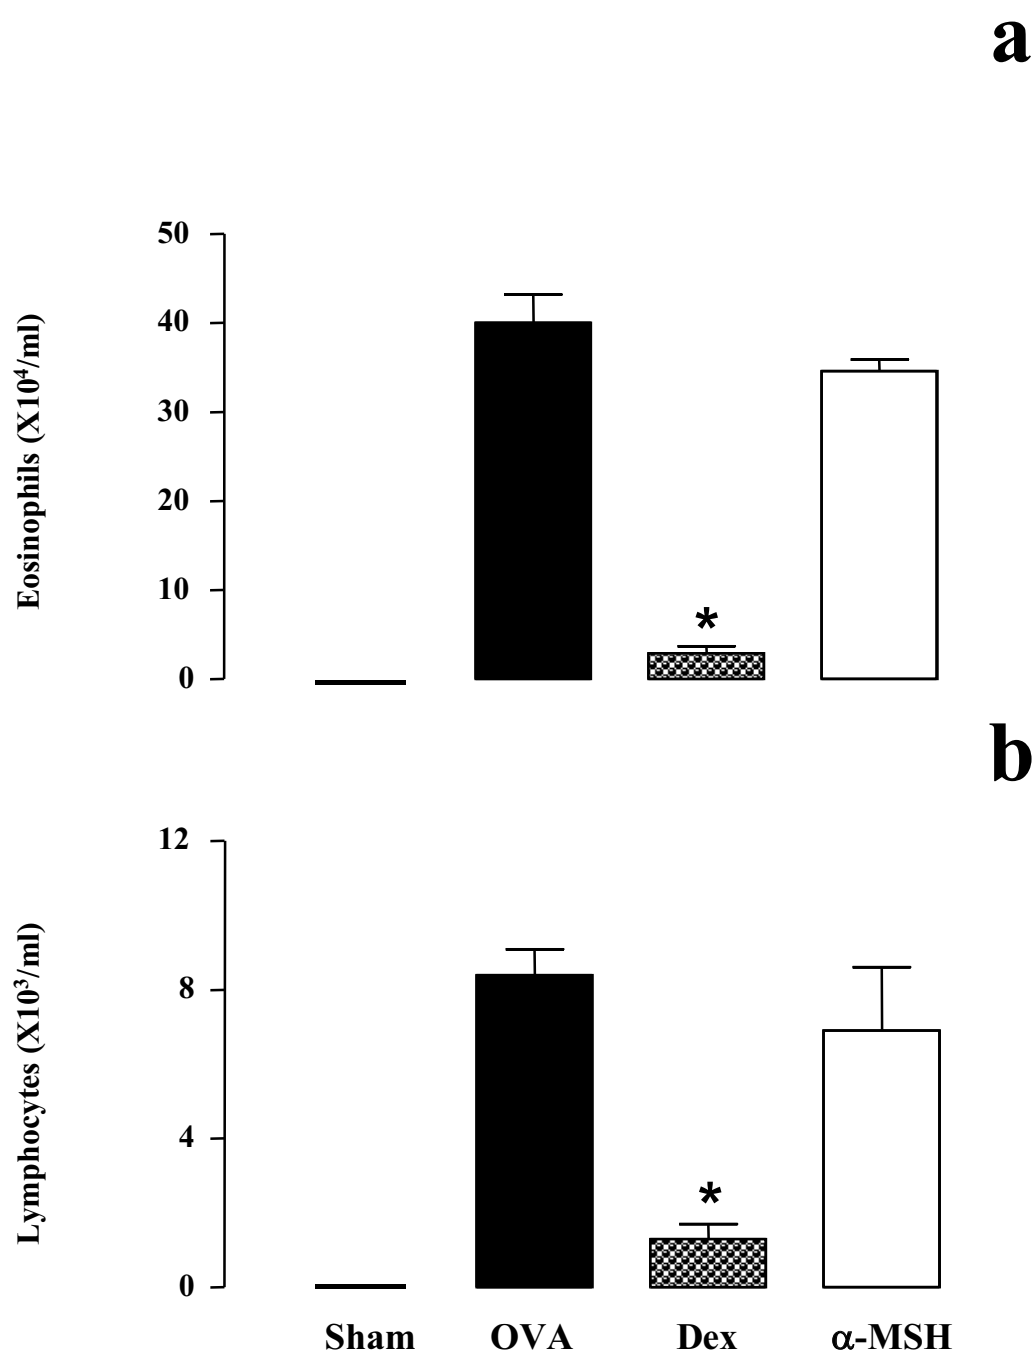 a
Eosinophils (X10⁴/ml)
50
40
30
20
10
0
*
b
Lymphocytes (X10³/ml)
12
8
4
0
*
Sham OVA Dex α-MSH